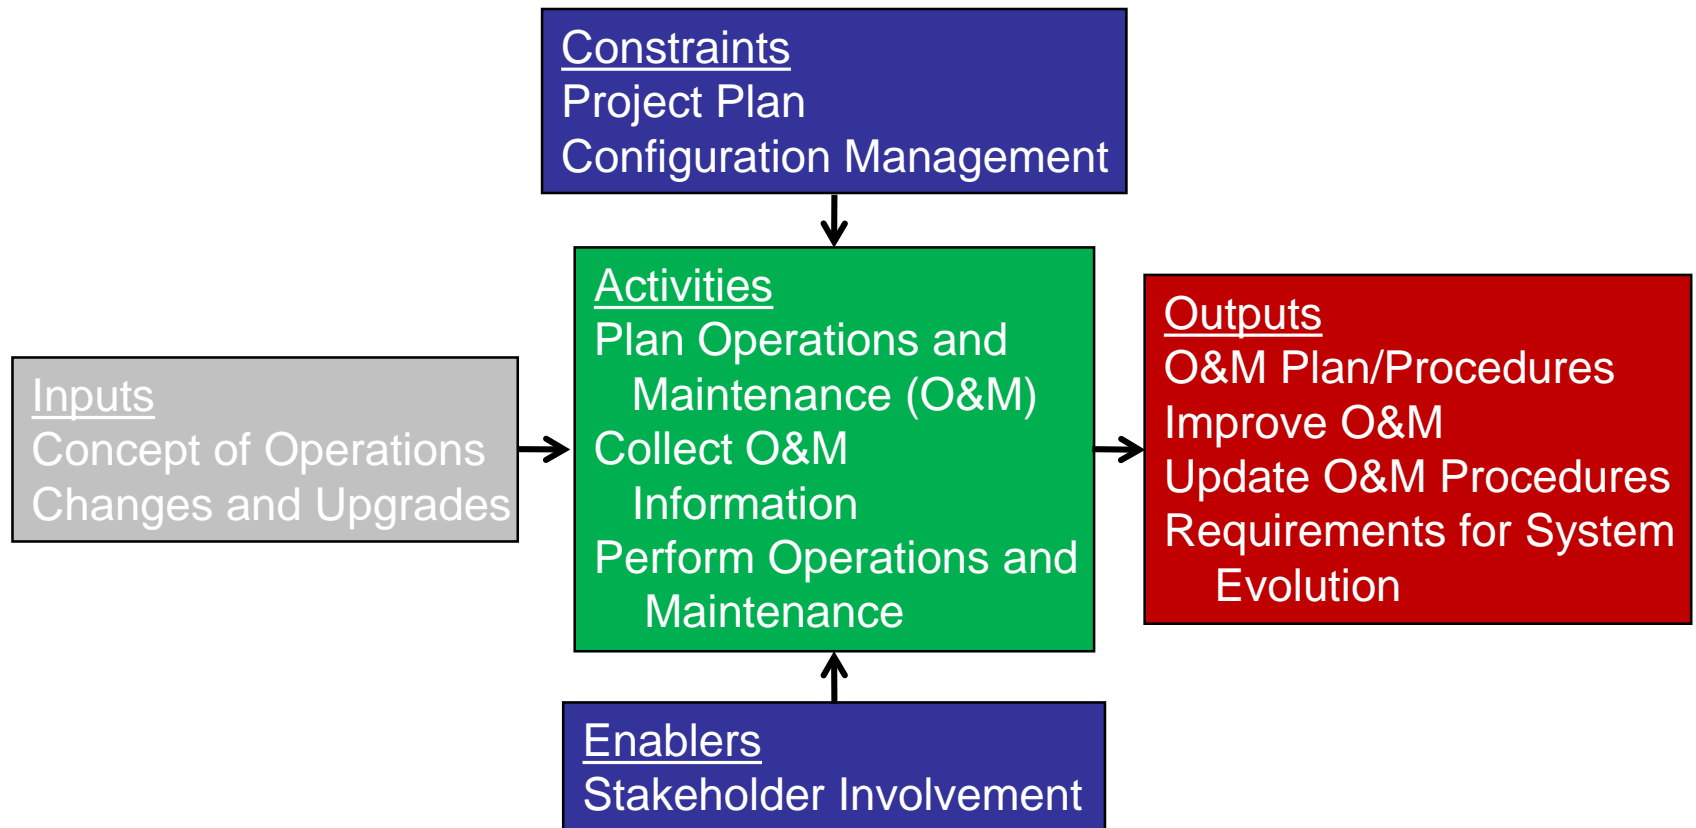 Constraints
Project Plan
Configuration Management
Inputs
Concept of Operations
Changes and Upgrades
Activities
Plan Operations and
Maintenance (O&M)
Collect O&M
Information
Perform Operations and
Maintenance
Outputs
O&M Plan/Procedures
Improve O&M
Update O&M Procedures
Requirements for System
Evolution
Enablers
Stakeholder Involvement